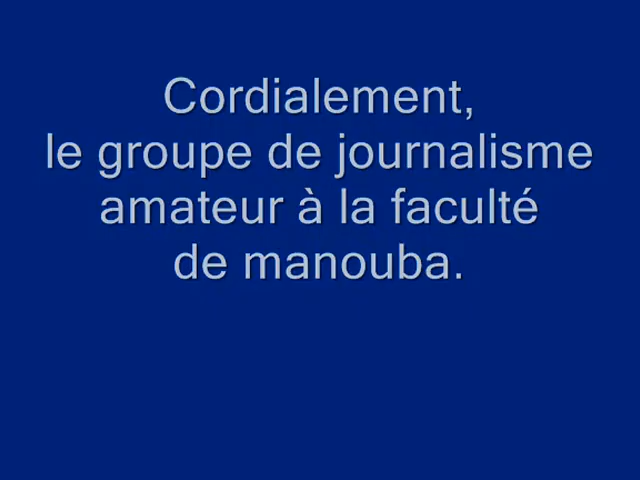 Cordialement,
le groupe de journalisme
amateur à la faculté
de manouba.